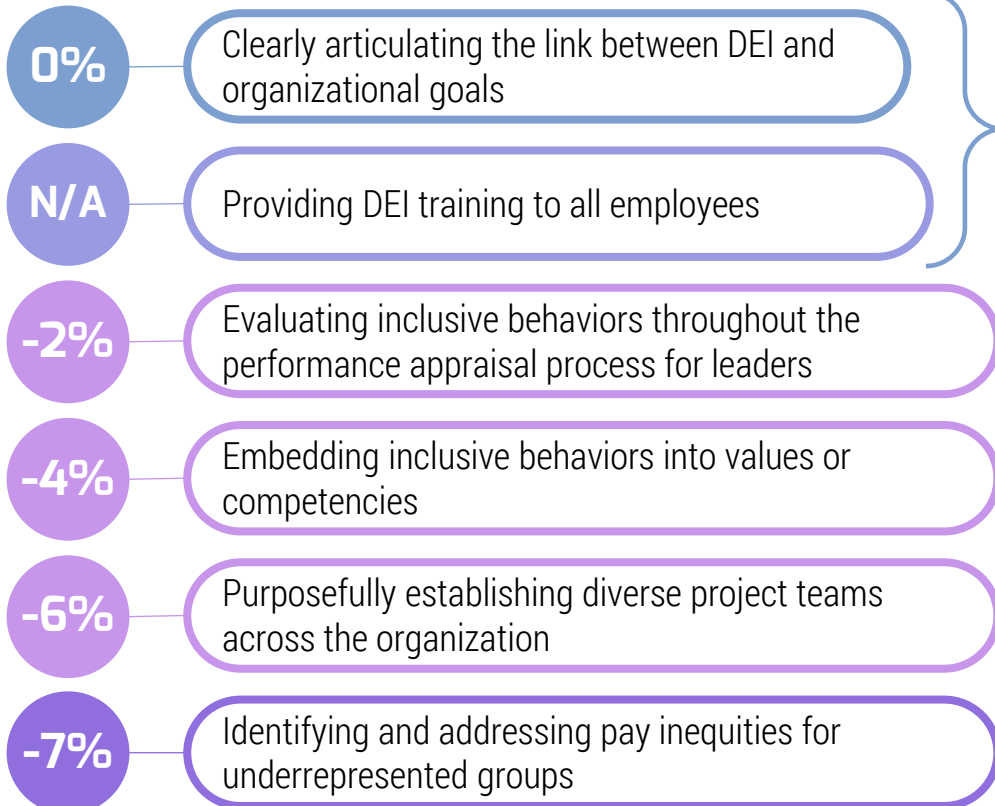 0%
Clearly articulating the link between DEI and
organizational goals
N/A
Providing DEI training to all employees
-2%
Evaluating inclusive behaviors throughout the
performance appraisal process for leaders
-4%
Embedding inclusive behaviors into values or
competencies
-6%
Purposefully establishing diverse project teams
across the organization
-7%
Identifying and addressing pay inequities for
underrepresented groups